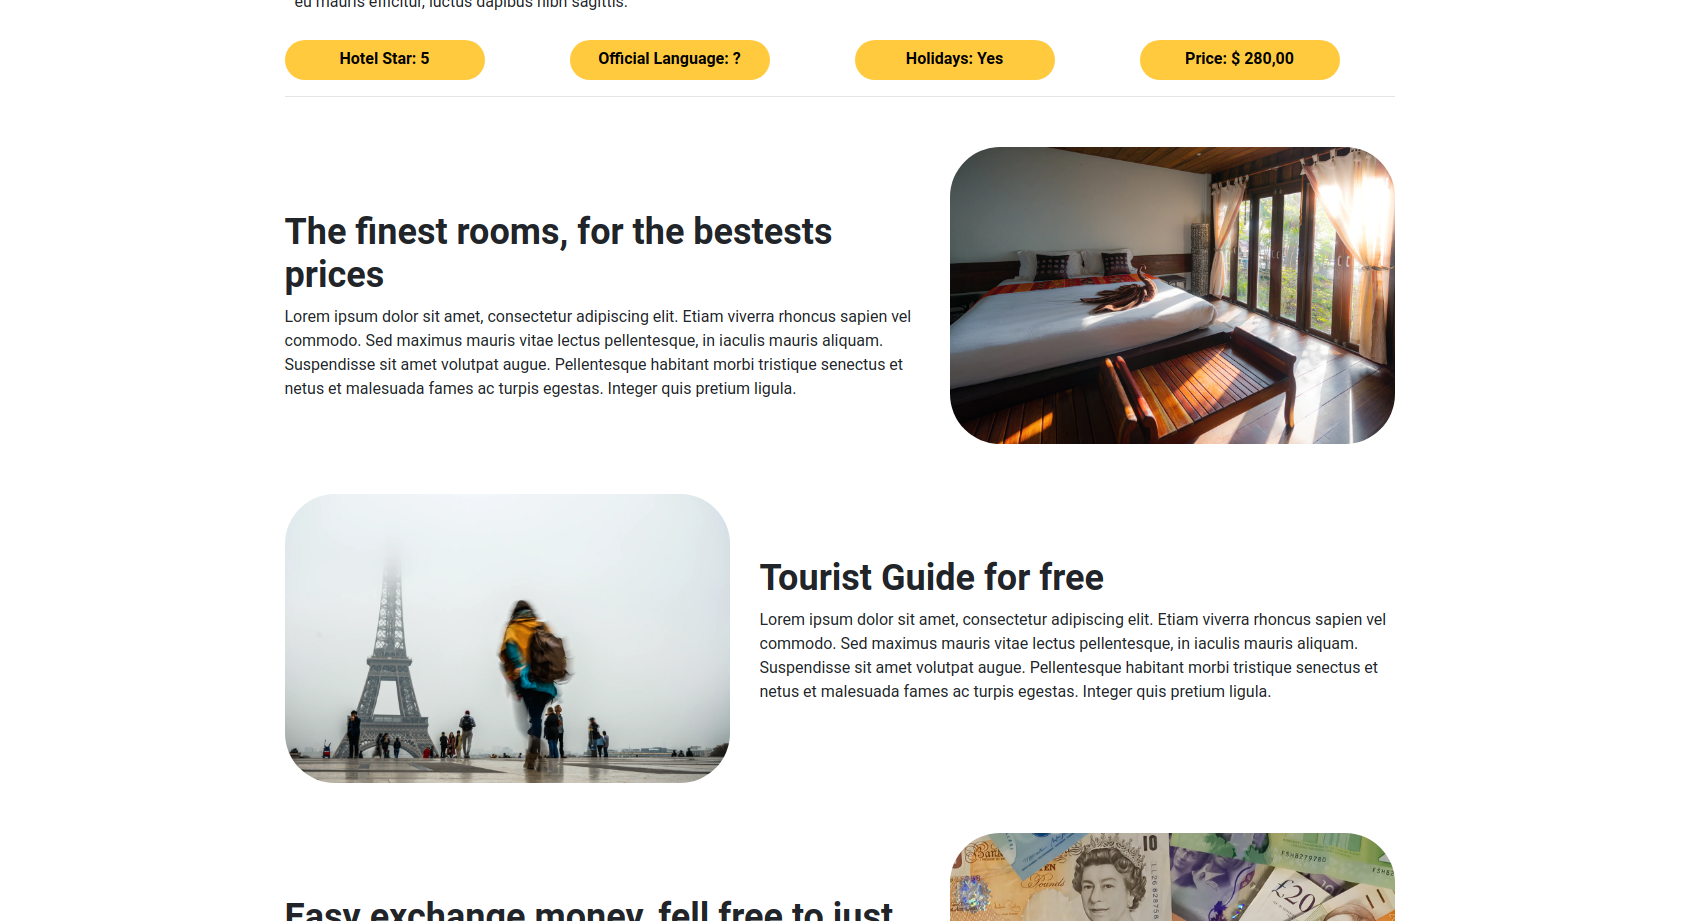 eu mauris efficitur, luctus dapibus nibh sagittis.
Hotel Star: 5
Official Language: ?
Holidays: Yes
Price: $ 280,00
The finest rooms, for the bestests
prices
Lorem ipsum dolor sit amet, consectetur adipiscing elit. Etiam viverra rhoncus sapien vel
commodo. Sed maximus mauris vitae lectus pellentesque, in iaculis mauris aliquam.
Suspendisse sit amet volutpat augue. Pellentesque habitant morbi tristique senectus et
netus et malesuada fames ac turpis egestas. Integer quis pretium ligula.
Tourist Guide for free
Lorem ipsum dolor sit amet, consectetur adipiscing elit. Etiam viverra rhoncus sapien vel
commodo. Sed maximus mauris vitae lectus pellentesque, in iaculis mauris aliquam.
Suspendisse sit amet volutpat augue. Pellentesque habitant morbi tristique senectus et
netus et malesuada fames ac turpis egestas. Integer quis pretium ligula.
Easy exchange money, fell free to just
10
Pounds
£20